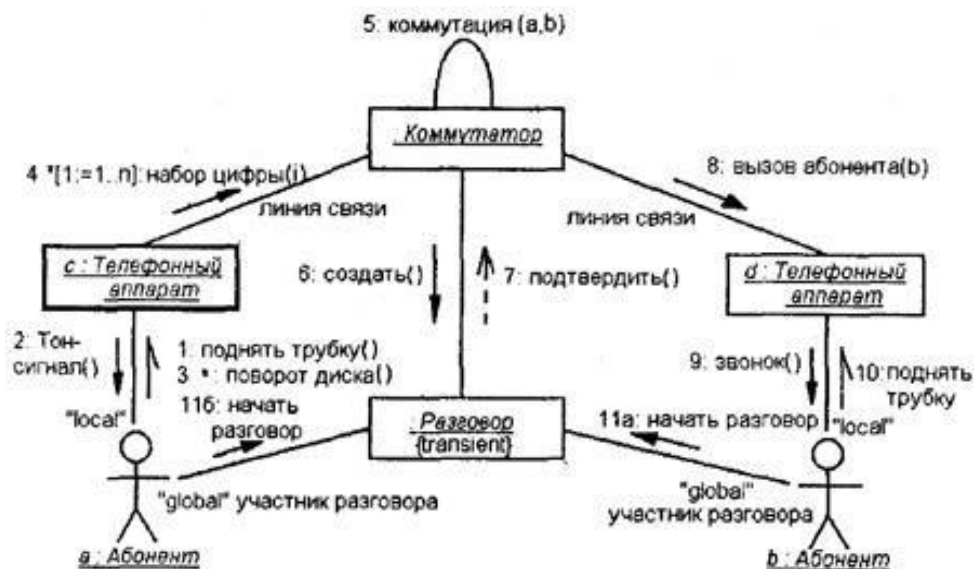 5: коммутация (a,b)
: Коммутатор
4 *[1:=1..n]: набор цифры(i)
8: вызов абонента(b)
линия связи
линия связи
c : Телефонный
аппарат
6: создать()
7: подтвердить()
d : Телефонный
аппарат
2: Тон-
сигнал()
1: поднять трубку()
3 *: поворот диска()
9: звонок()
10: поднять
трубку
11б: начать
разговор
"local"
: Разговор
{transient}
11а: начать разговор
"local"
"global" участник разговора
"global"
участник разговора
a : Абонент
b : Абонент